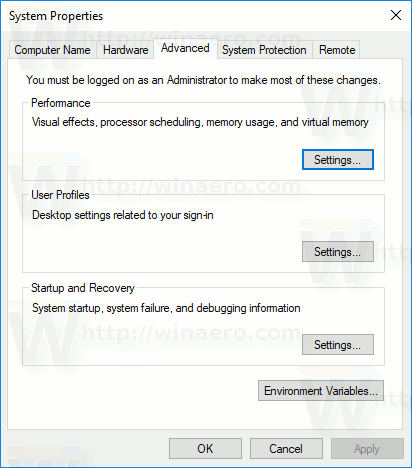 System Properties
Computer Name
Hardware
Advanced
System Protection
Remote
You must be logged on as an Administrator to make most of these changes.
Performance
Visual effects, processor scheduling, memory usage, and virtual memory
Settings...
User Profiles
Desktop settings related to your sign-in
Settings...
Startup and Recovery
System startup, system failure, and debugging information
Settings...
Environment Variables...
OK
Cancel
Apply
http://winaero.com
http://winaero.com
http://winaero.com